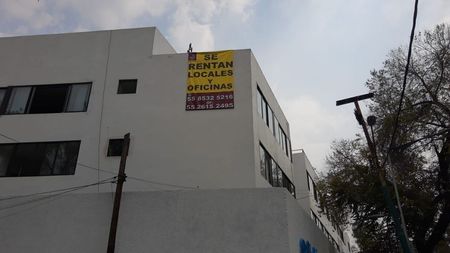 SE
RENTAN
LOCALES
Y
OFICINAS
55 8532 5216
55 2615 2495